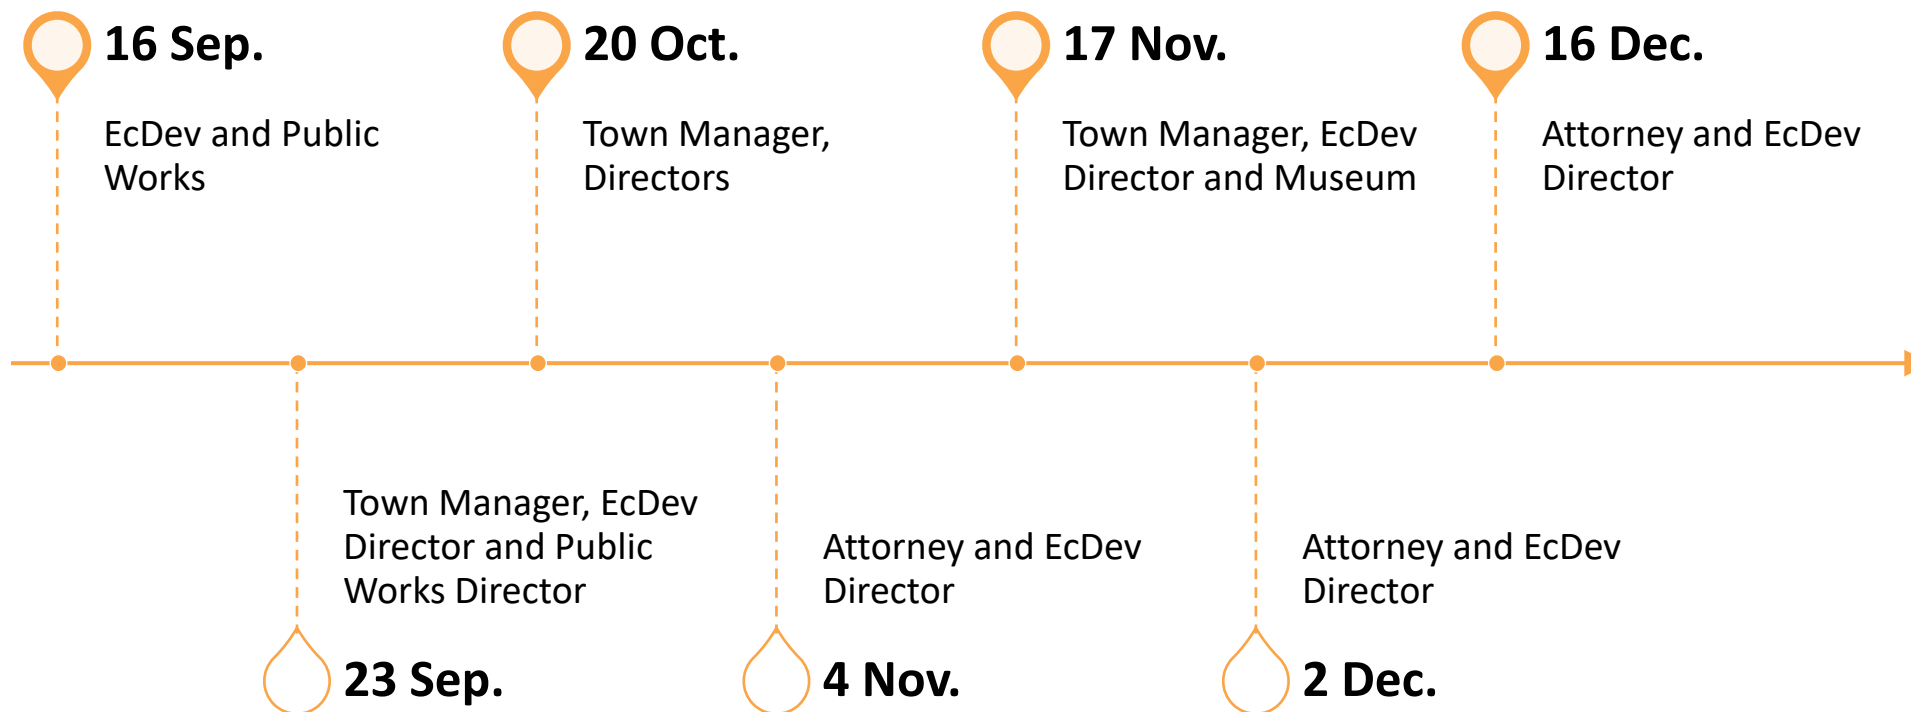 16 Sep.
EcDev and Public
Works
Town Manager, EcDev
Director and Public
Works Director
23 Sep.
20 Oct.
Town Manager,
Directors
Attorney and EcDev
Director
4 Nov.
17 Nov.
Town Manager, EcDev
Director and Museum
Attorney and EcDev
Director
2 Dec.
16 Dec.
Attorney and EcDev
Director